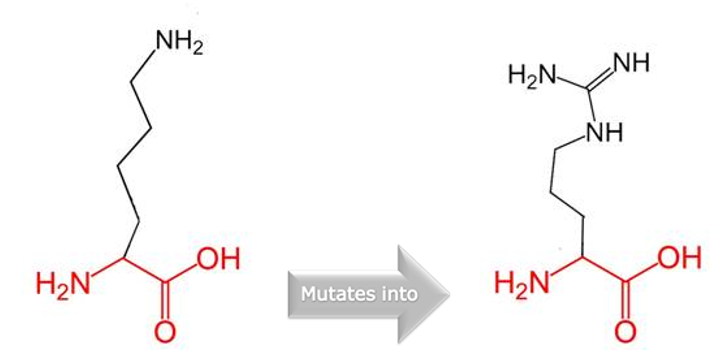 NH₂
H₂N
OH
O
Mutates into
H₂N
NH
NH
H₂N
OH
O